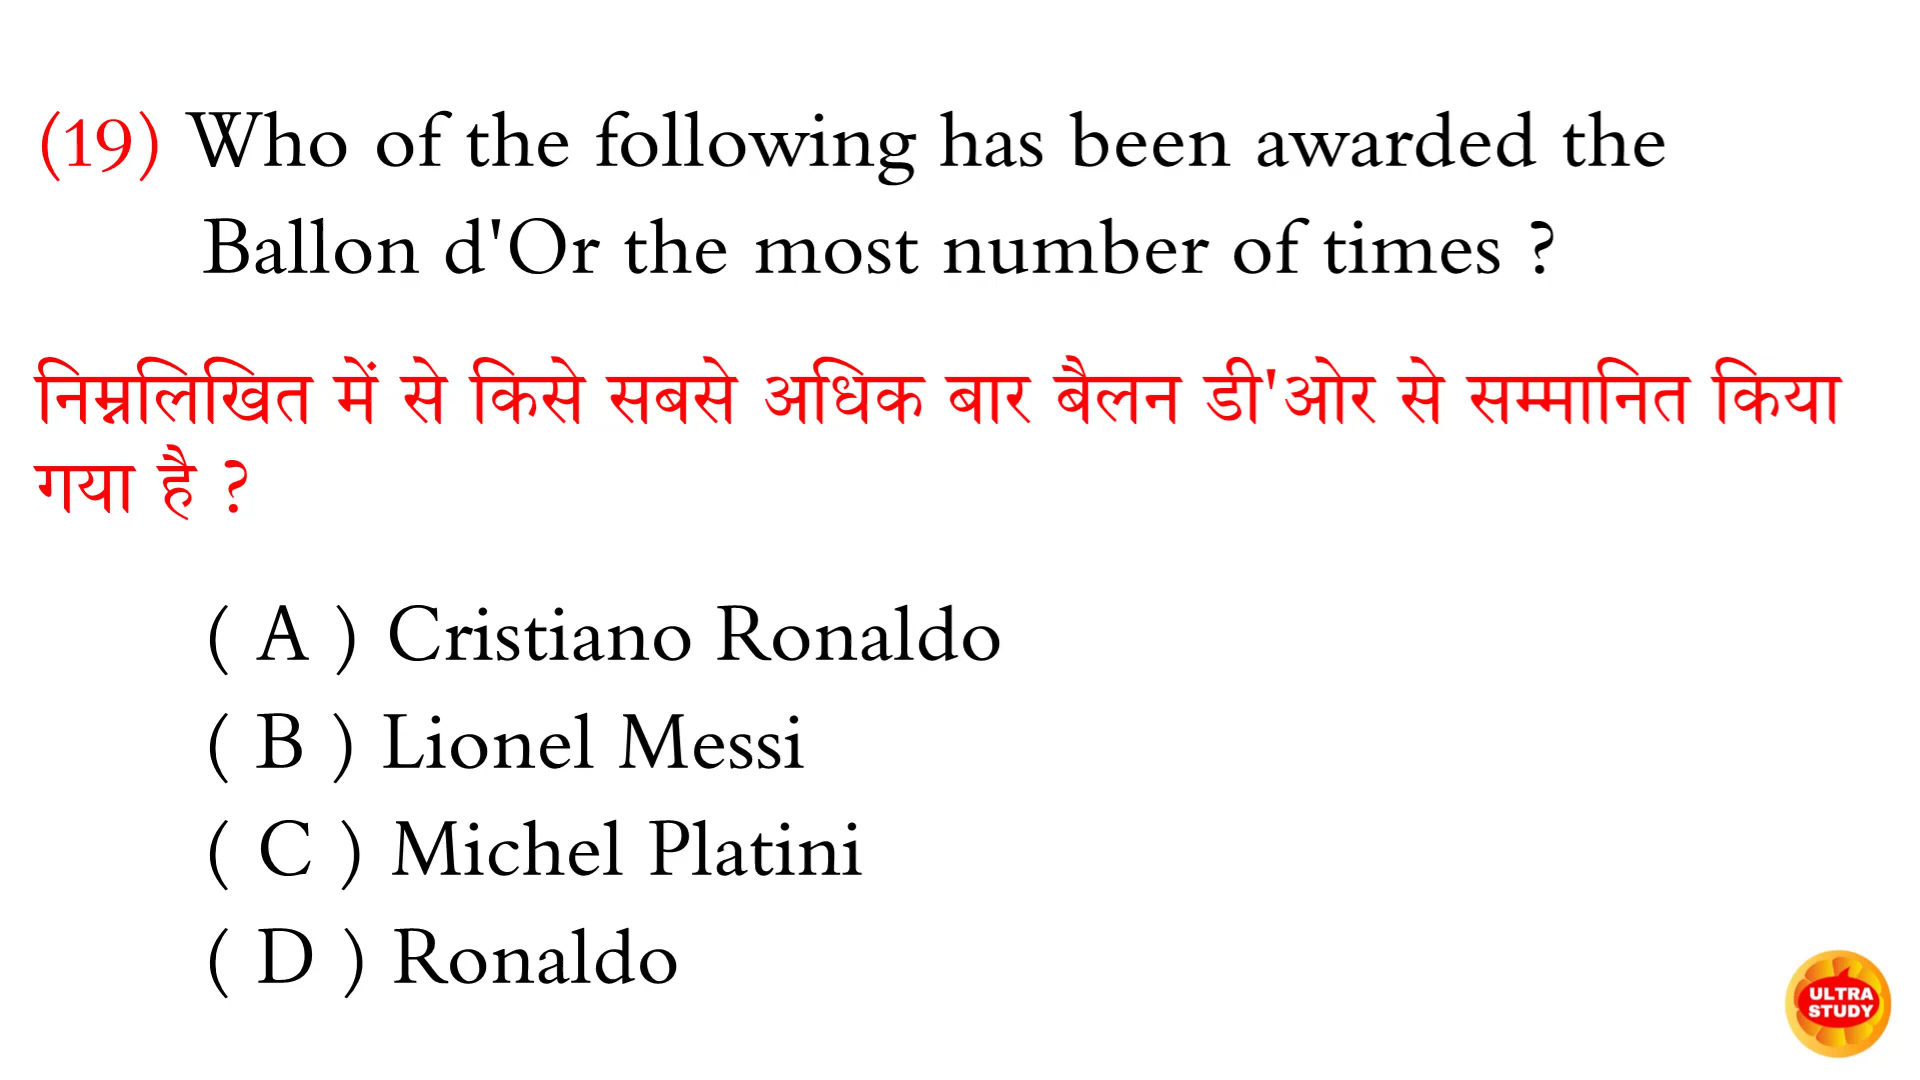 (19) Who of the following has been awarded the
Ballon d'Or the most number of times ?
निम्नलिखित में से किसे सबसे अधिक बार बैलन डी'ओर से सम्मानित किया
गया है ?
( A ) Cristiano Ronaldo
( B ) Lionel Messi
( C ) Michel Platini
( D ) Ronaldo
ULTRA
STUDY